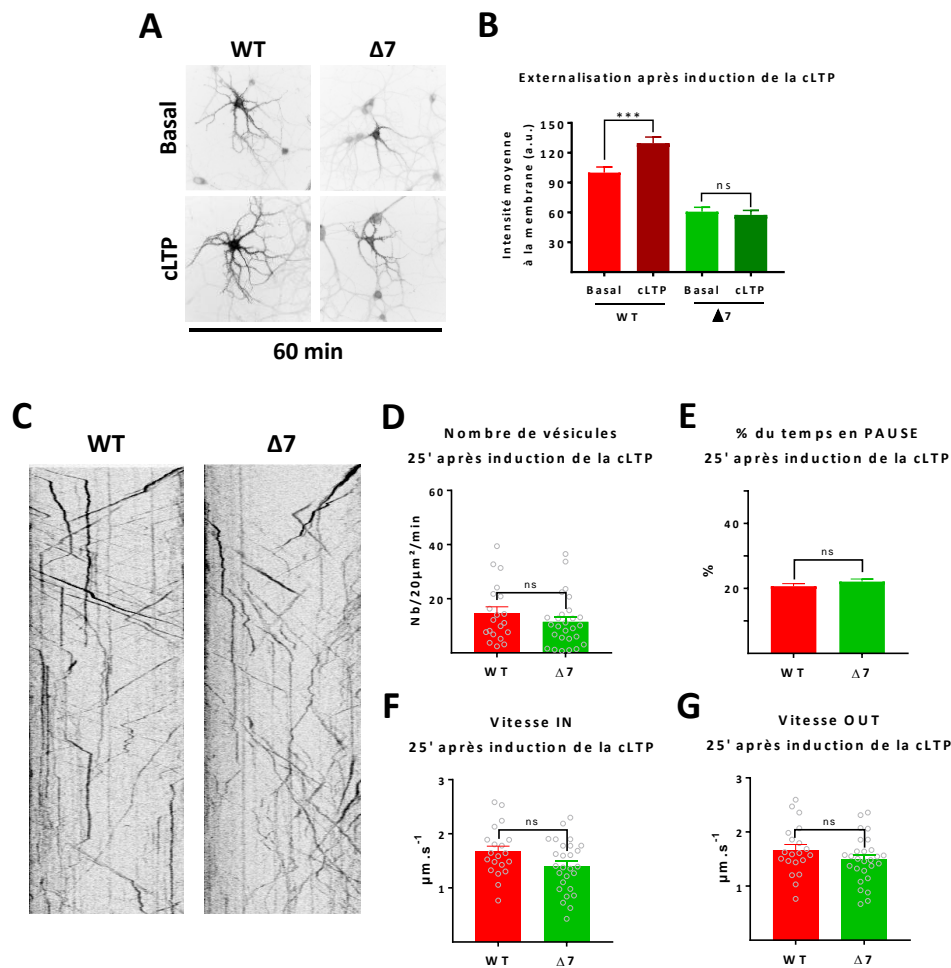 A
WT
Δ7
Basal
cLTP
60 min
B
Externalisation après induction de la cLTP
Intensité moyenne
à la membrane (a.u.)
150
120
90
60
30
***
ns
Basal
cLTP
Basal
cLTP
WT
▲7
C
WT
Δ7
D
Nombre de vésicules
25' après induction de la cLTP
Nb/20µm²/min
60
40
20
ns
WT
Δ7
E
% du temps en PAUSE
25' après induction de la cLTP
%
40
20
ns
WT
Δ7
F
Vitesse IN
25' après induction de la cLTP
µm.s⁻¹
3
2
1
ns
WT
Δ7
G
Vitesse OUT
25' après induction de la cLTP
µm.s⁻¹
3
2
1
ns
WT
Δ7